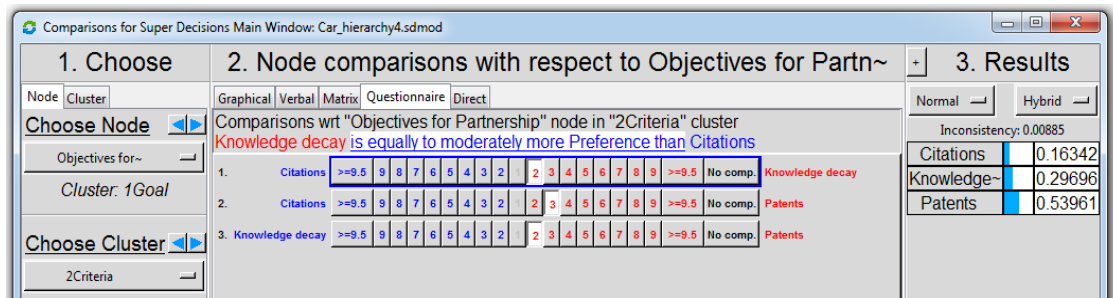 Comparisons for Super Decisions Main Window: Car_hierarchy4.sdmod
1. Choose
2. Node comparisons with respect to Objectives for Partn~
+ 3. Results
Node Cluster
Graphical Verbal Matrix Questionnaire Direct
Normal Hybrid
Choose Node
Comparisons wrt "Objectives for Partnership" node in "2Criteria" cluster
Knowledge decay is equally to moderately more Preference than Citations
Inconsistency: 0.00885
Objectives for~
Cluster: 1Goal
1. Citations >=9.5 9 8 7 6 5 4 3 2 1 2 3 4 5 6 7 8 9 >=9.5 No comp. Knowledge decay
2. Citations >=9.5 9 8 7 6 5 4 3 2 1 2 3 4 5 6 7 8 9 >=9.5 No comp. Patents
3. Knowledge decay >=9.5 9 8 7 6 5 4 3 2 1 2 3 4 5 6 7 8 9 >=9.5 No comp. Patents
Citations 0.16342
Knowledge~ 0.29696
Patents 0.53961
Choose Cluster
2Criteria